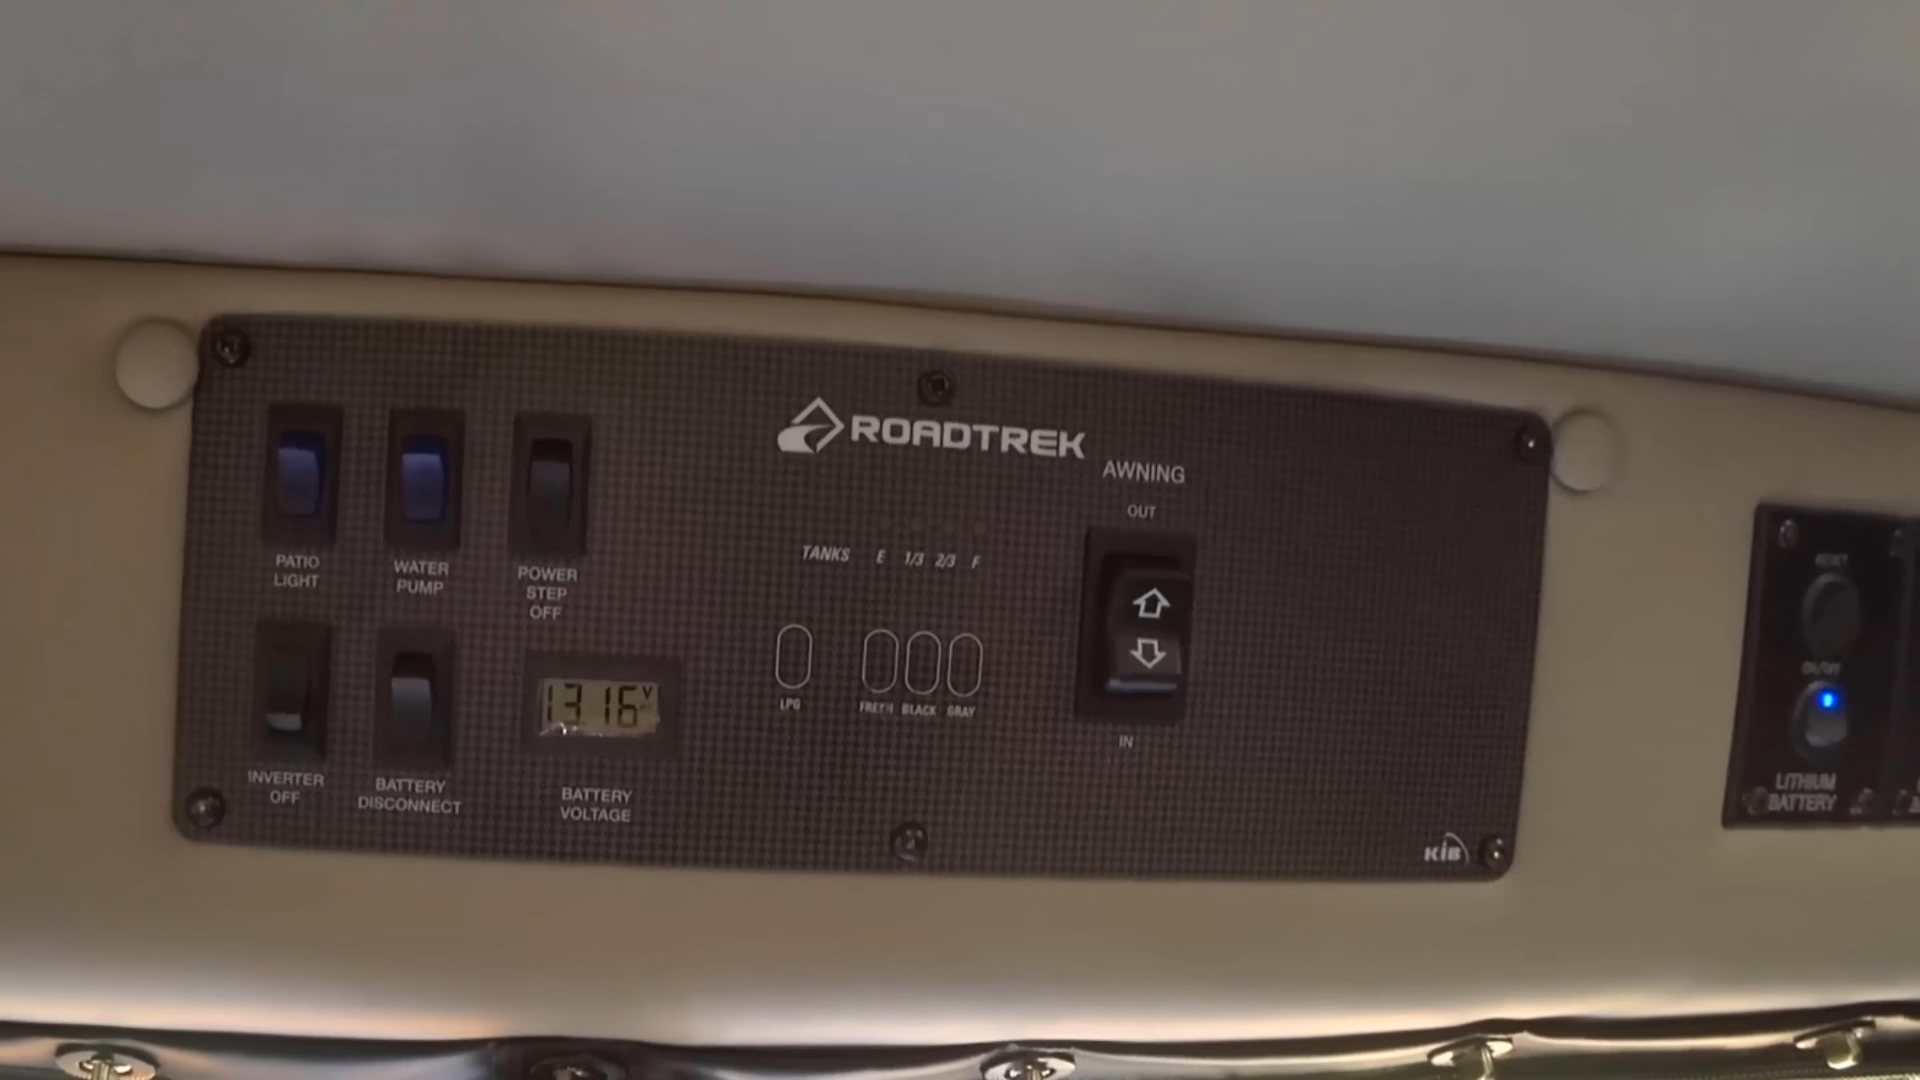 ROADTREK
AWNING
OUT
TANKS E 1/3 2/3 F
PATIO
LIGHT
WATER
PUMP
POWER
STEP
OFF
13.16 V
LPG
FRESH BLACK GRAY
IN
INVERTER
OFF
BATTERY
DISCONNECT
BATTERY
VOLTAGE
KIB
RESET
ON/OFF
LITHIUM
BATTERY